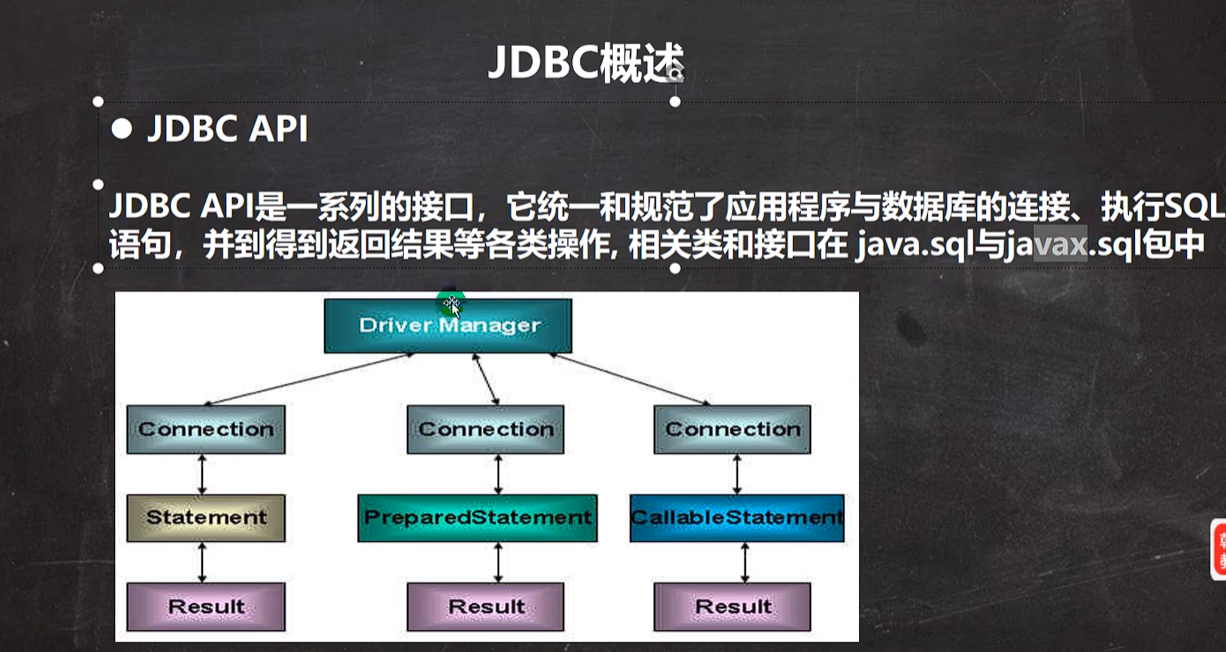 JDBC概述
● JDBC API
JDBC API是一系列的接口，它统一和规范了应用程序与数据库的连接、执行SQL
语句，并到得到返回结果等各类操作, 相关类和接口在 java.sql与javax.sql包中
Driver Manager
Connection Connection Connection
Statement PreparedStatement CallableStatement
Result Result Result